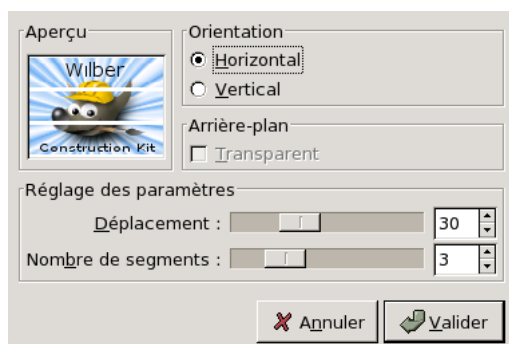 Aperçu
Wilber
Construction Kit
Orientation
Horizontal
Vertical
Arrière-plan
Transparent
Réglage des paramètres
Déplacement : 30
Nombre de segments : 3
Annuler Valider